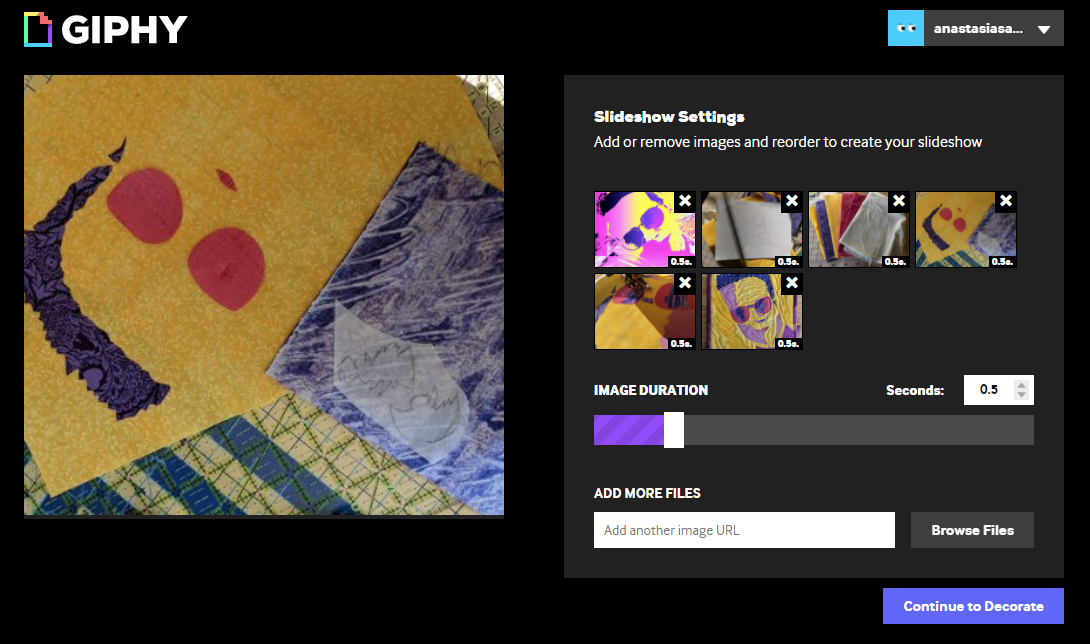 GIPHY
anastasiasa...
Slideshow Settings
Add or remove images and reorder to create your slideshow
0.5s. 0.5s. 0.5s. 0.5s.
0.5s. 0.5s.
IMAGE DURATION Seconds: 0.5
ADD MORE FILES
Add another image URL Browse Files
Continue to Decorate